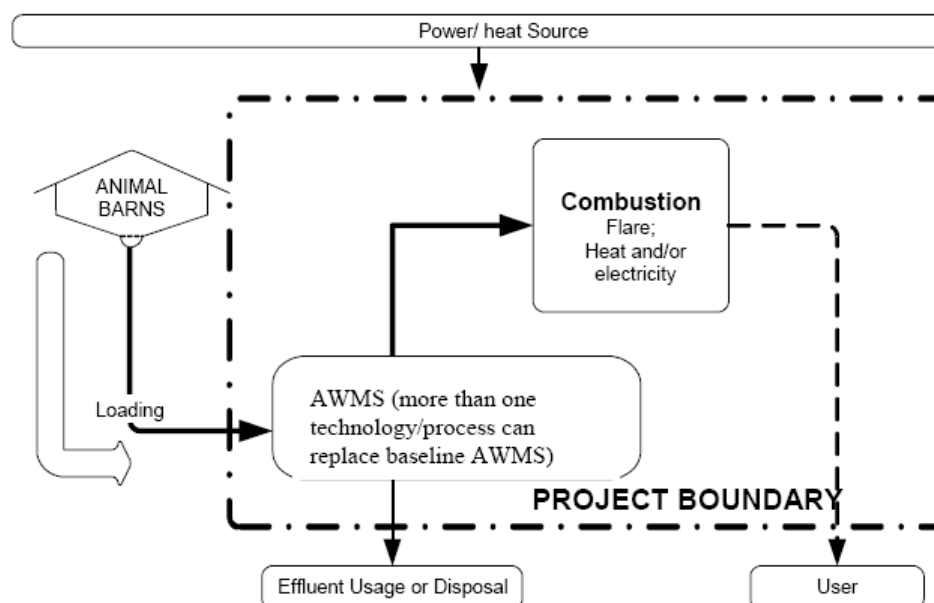 Power/ heat Source
ANIMAL
BARNS
Combustion
Flare;
Heat and/or
electricity
Loading
AWMS (more than one
technology/process can
replace baseline AWMS)
PROJECT BOUNDARY
Effluent Usage or Disposal
User